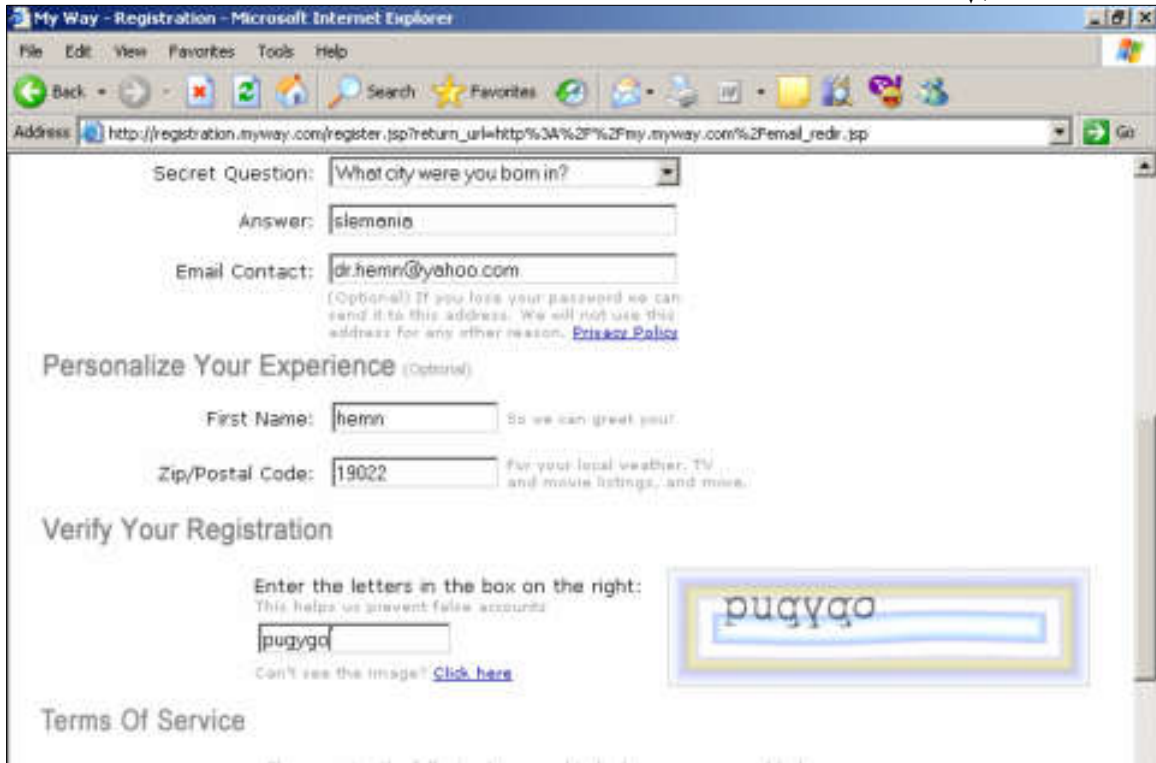 My Way - Registration - Microsoft Internet Explorer
File Edit View Favorites Tools Help
Back Search Favorites
Address http://registration.myway.com/register.jsp?return_url=http%3A%2F%2Fmy.myway.com%2Femail_redir.jsp Go
Secret Question: What city were you born in?
Answer: slemania
Email Contact: dr.hemn@yahoo.com
(Optional) If you lose your password we can
send it to this address. We will not use this
address for any other reason. Privacy Policy
Personalize Your Experience (Optional)
First Name: hemn So we can greet you!
Zip/Postal Code: 19022 For your local weather, TV
and movie listings, and more.
Verify Your Registration
Enter the letters in the box on the right:
This helps us prevent false accounts
pugygo
pugygo
Can't see the image? Click here
Terms Of Service